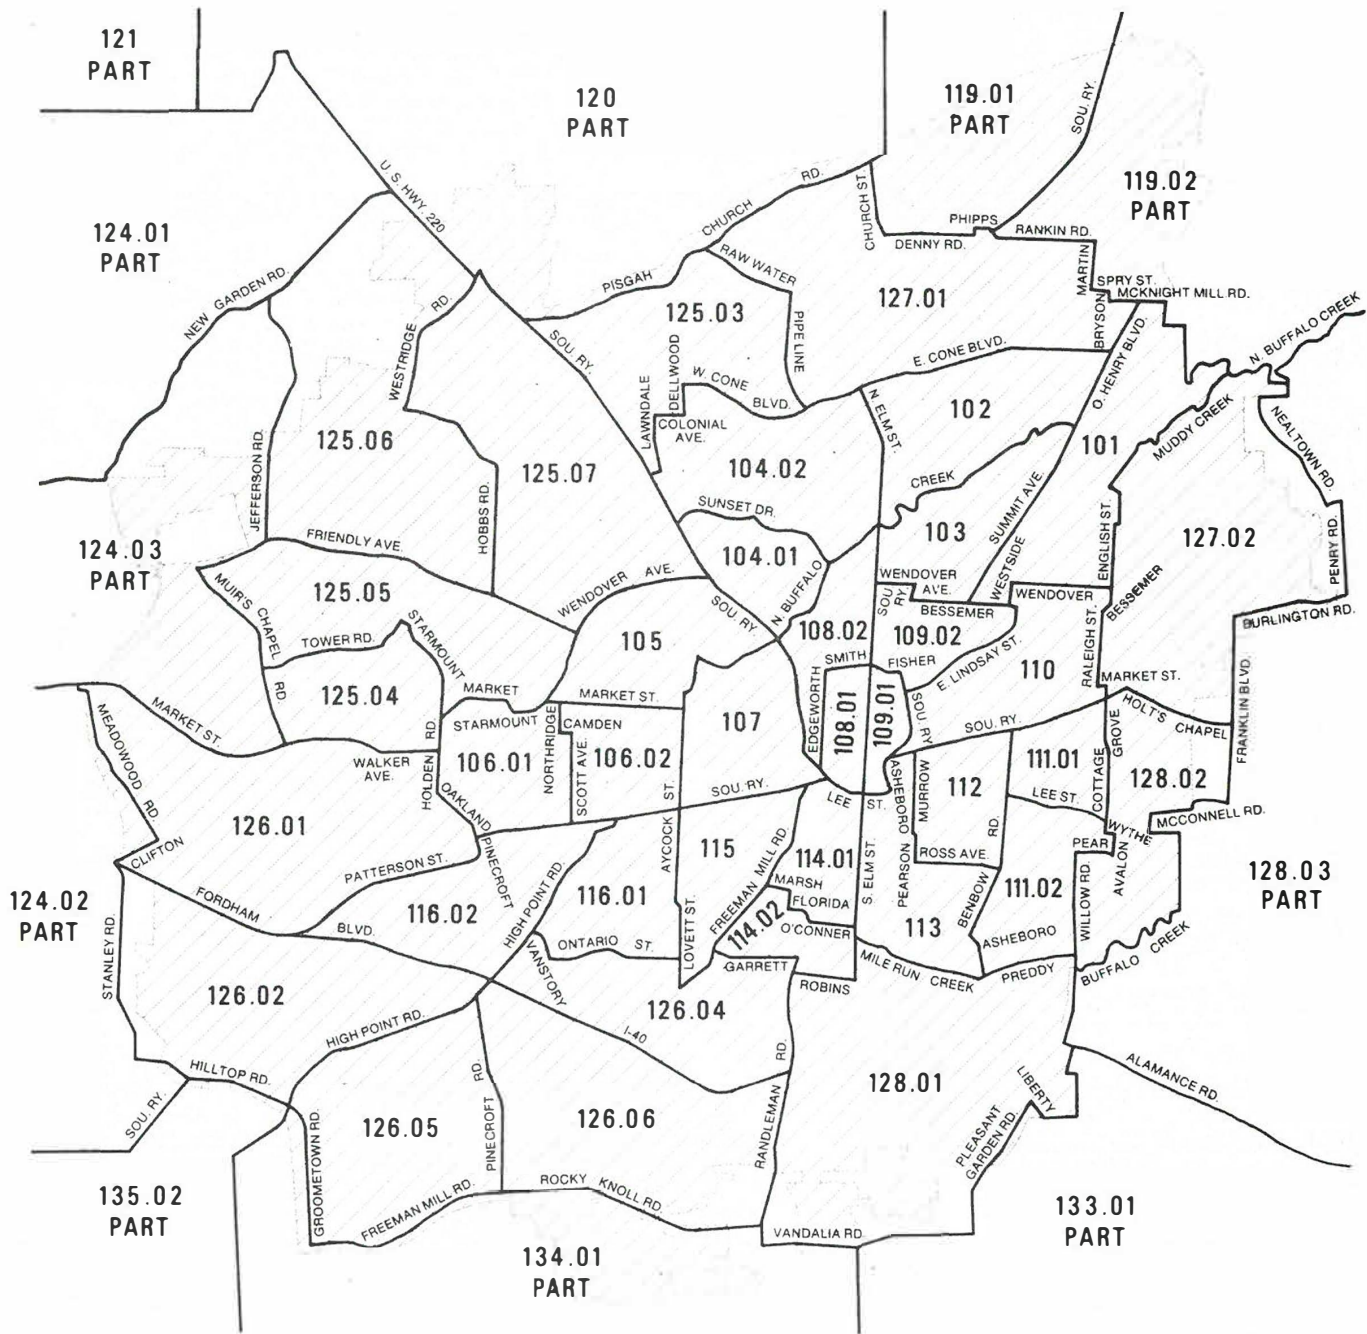 121
PART
120
PART
119.01
PART
SOU. RY.
119.02
PART
124.01
PART
U. S. HWY. 220
CHURCH RD.
CHURCH ST.
PHIPPS
DENNY RD.
RANKIN RD.
MARTIN
SPRY ST.
MCKNIGHT MILL RD.
BRYSON
NEW GARDEN RD.
PISGAH
RAW WATER
PIPE LINE
125.03
127.01
WESTRIDGE RD.
SOU. RY.
DELLWOOD
LAWNDALE
W. CONE BLVD.
COLONIAL AVE.
E. CONE BLVD.
O. HENRY BLVD.
N. BUFFALO CREEK
N. ELM ST.
102
101
MUDDY CREEK
NEALTOWN RD.
125.06
JEFFERSON RD.
125.07
HOBBS RD.
104.02
CREEK
SUNSET DR.
SUMMIT AVE.
ENGLISH ST.
127.02
PENRY RD.
124.03
PART
FRIENDLY AVE.
104.01
103
MUIR'S CHAPEL RD
125.05
WENDOVER AVE.
SOU. RY.
N. BUFFALO
WENDOVER AVE.
SOU. RY.
BESSEMER
WESTSIDE
WENDOVER
BESSEMER
BURLINGTON RD.
TOWER RD.
STARMOUNT
105
108.02
109.02
SMITH
FISHER
E. LINDSAY ST.
110
RALEIGH ST.
125.04
MARKET
MARKET ST.
EDGEWORTH
108.01
109.01
SOU. RY
SOU. RY.
MARKET ST.
HOLT'S CHAPEL
FRANKLIN BLVD.
MEADOWOOD RD.
MARKET ST.
RD.
STARMOUNT
CAMDEN
107
GROVE
WALKER AVE.
HOLDEN
106.01
NORTHRIDGE
SCOTT AVE.
106.02
AYCOCK ST.
SOU. RY.
LEE ST.
ASHEBORO
MURROW
112
111.01
LEE ST.
COTTAGE
128.02
126.01
OAKLAND
WYTHE
MCCONNELL RD.
CLIFTON
PATTERSON ST.
PINECROFT
HIGH POINT RD.
115
FREEMAN MILL RD.
114.01
S. ELM ST.
PEARSON
ROSS AVE.
RD.
PEAR
AVALON
128.03
PART
124.02
PART
FORDHAM BLVD.
116.02
116.01
MARSH
FLORIDA
BENBOW
111.02
WILLOW RD.
STANLEY RD.
LOVETT ST.
114.02
O'CONNER
113
ASHEBORO
VANSTORY
ONTARIO ST.
GARRETT
ROBINS
MILE RUN CREEK
PREDDY
BUFFALO CREEK
126.02
HIGH POINT RD.
I-40
126.04
RD.
HILLTOP RD.
SOU. RY.
128.01
LIBERTY
ALAMANCE RD.
GROOMETOWN RD.
126.05
PINECROFT RD.
126.06
RANDLEMAN
PLEASANT GARDEN RD.
135.02
PART
FREEMAN MILL RD.
ROCKY KNOLL RD.
VANDALIA RD.
133.01
PART
134.01
PART